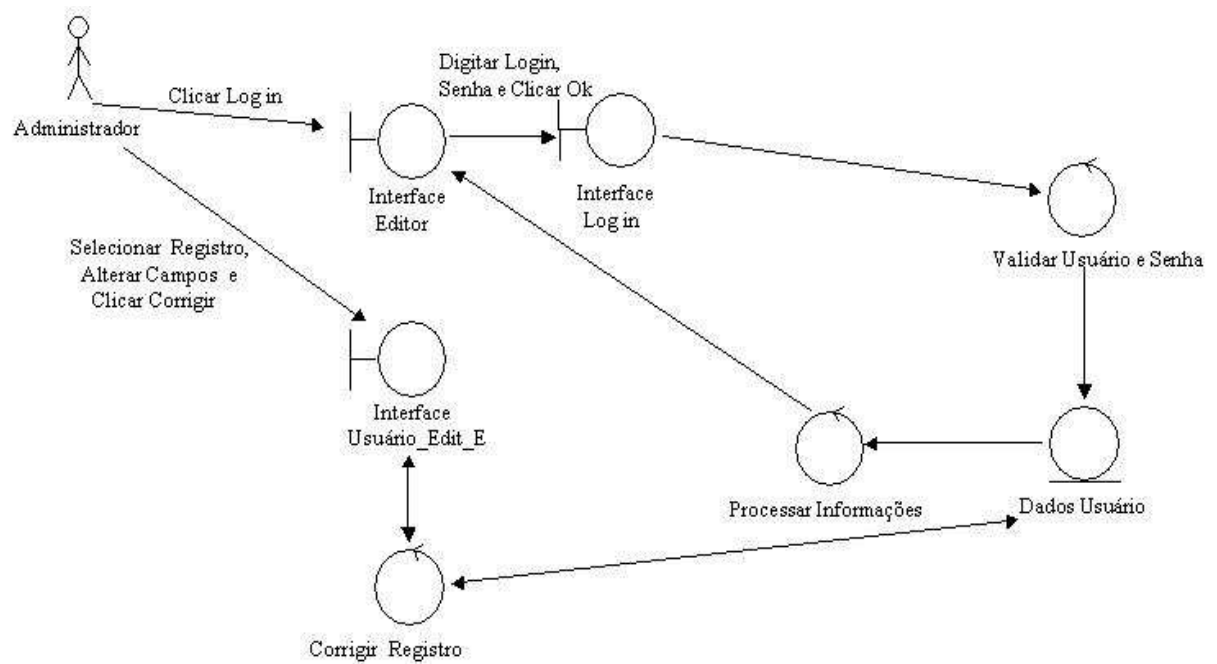 Digitar Login,
Senha e Clicar Ok
Clicar Log in
Administrador
Interface
Editor
Interface
Log in
Validar Usuário e Senha
Selecionar Registro,
Alterar Campos e
Clicar Corrigir
Interface
Usuário_Edit_E
Processar Informações
Dados Usuário
Corrigir Registro